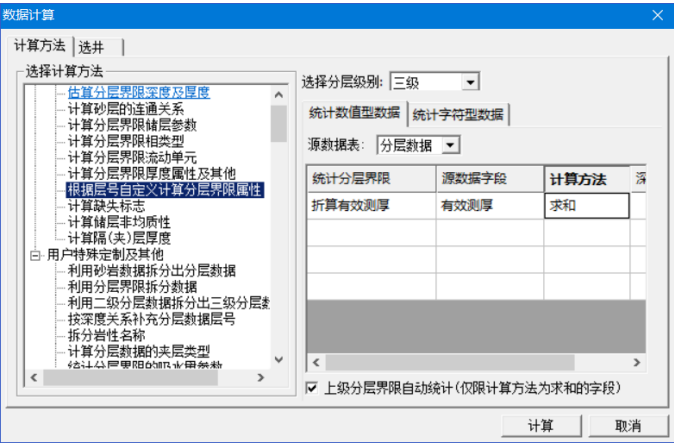 数据计算
计算方法 选井
选择计算方法
估算分层界限深度及厚度
计算砂层的连通关系
计算分层界限储层参数
计算分层界限相类型
计算分层界限流动单元
计算分层界限厚度属性及其他
根据层号自定义计算分层界限属性
计算缺失标志
计算储层非均质性
计算隔(夹)层厚度
用户特殊定制及其他
利用砂岩数据拆分出分层数据
利用分层界限拆分数据
利用二级分层数据拆分出三级分层数
按深度关系补充分层数据层号
拆分岩性名称
计算分层数据的夹层类型
统计分层界限的吸水用参数
选择分层级别: 三级
统计数值型数据 统计字符型数据
源数据表: 分层数据
统计分层界限 源数据字段 计算方法 深
折算有效测厚 有效测厚 求和
上级分层界限自动统计(仅限计算方法为求和的字段)
计算 取消